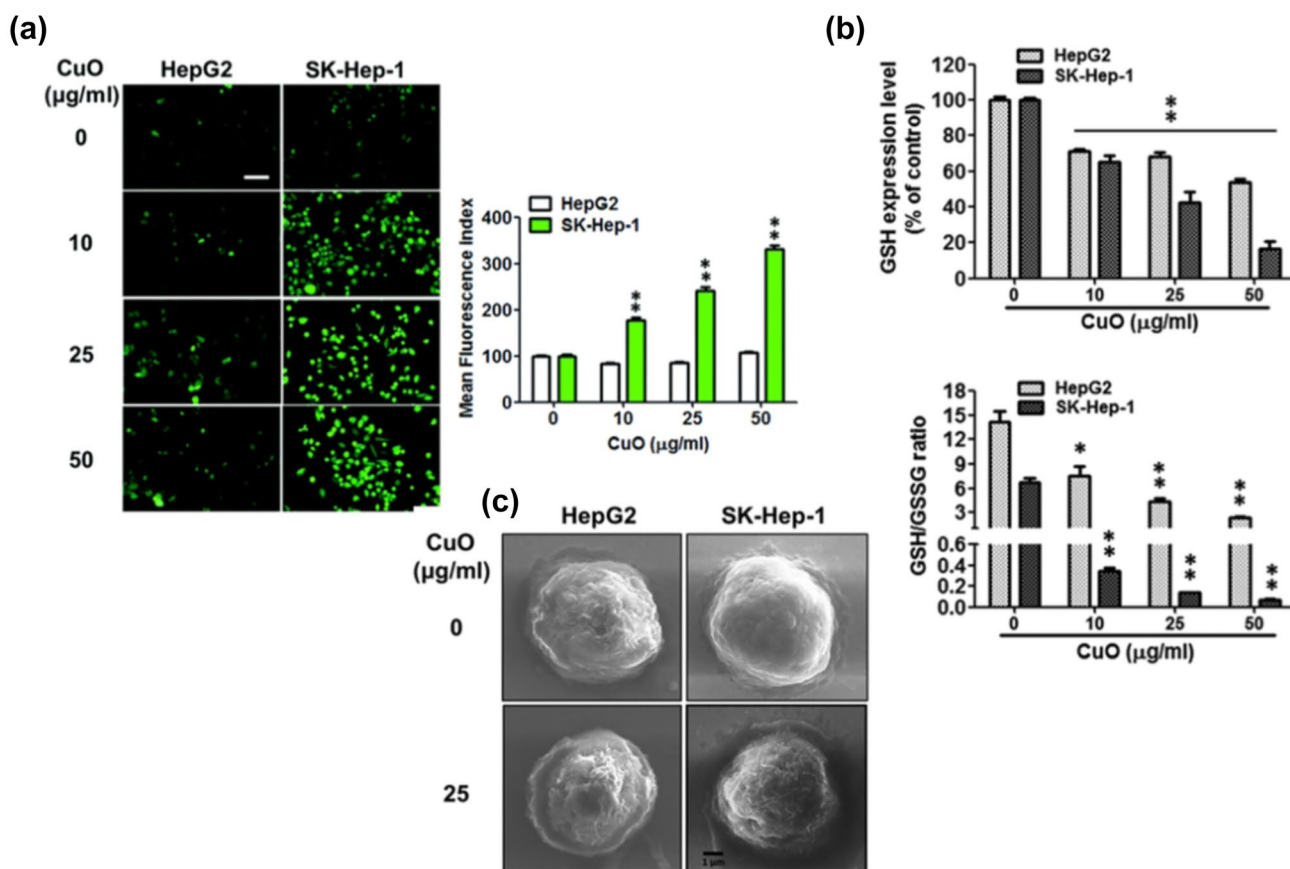 (a)
CuO
(µg/ml)
HepG2
SK-Hep-1
0
10
25
50
HepG2
SK-Hep-1
Mean Fluorescence Index
400
300
200
100
0
**
**
**
0
10
25
50
CuO (µg/ml)
(b)
HepG2
SK-Hep-1
GSH expression level
(% of control)
120
100
80
60
40
20
0
**
0
10
25
50
CuO (µg/ml)
HepG2
SK-Hep-1
GSH/GSSG ratio
18
15
12
9
6
3
0.6
0.4
0.2
0.0
*
**
**
**
**
**
0
10
25
50
CuO (µg/ml)
(c)
HepG2
SK-Hep-1
CuO
(µg/ml)
0
25
1 µm